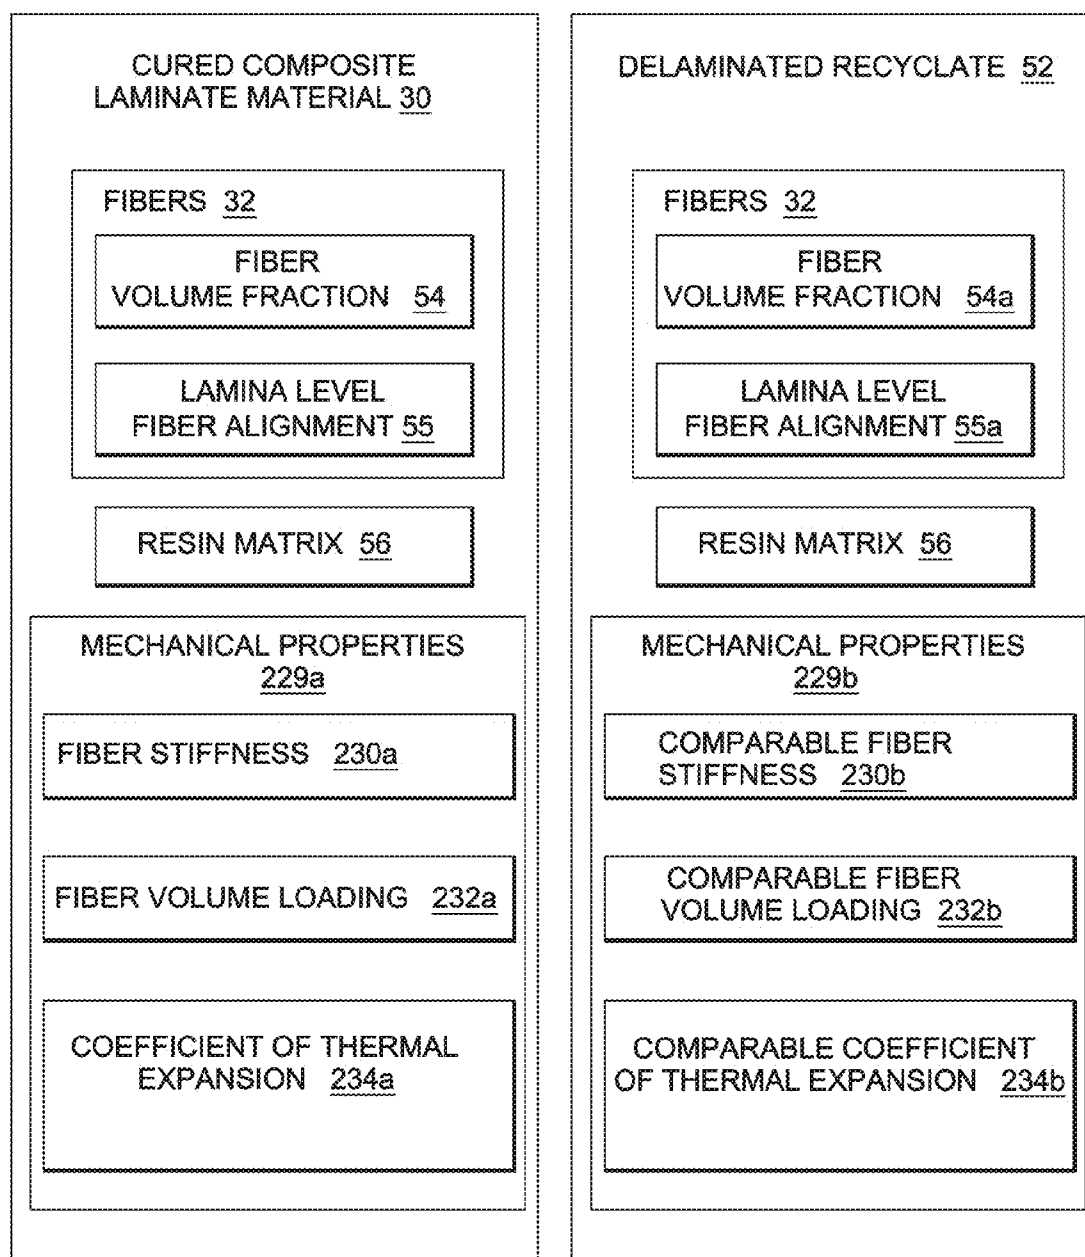 CURED COMPOSITE
LAMINATE MATERIAL 30
FIBERS 32
FIBER
VOLUME FRACTION 54
LAMINA LEVEL
FIBER ALIGNMENT 55
RESIN MATRIX 56
MECHANICAL PROPERTIES
229a
FIBER STIFFNESS 230a
FIBER VOLUME LOADING 232a
COEFFICIENT OF THERMAL
EXPANSION 234a
DELAMINATED RECYCLATE 52
FIBERS 32
FIBER
VOLUME FRACTION 54a
LAMINA LEVEL
FIBER ALIGNMENT 55a
RESIN MATRIX 56
MECHANICAL PROPERTIES
229b
COMPARABLE FIBER
STIFFNESS 230b
COMPARABLE FIBER
VOLUME LOADING 232b
COMPARABLE COEFFICIENT
OF THERMAL EXPANSION 234b